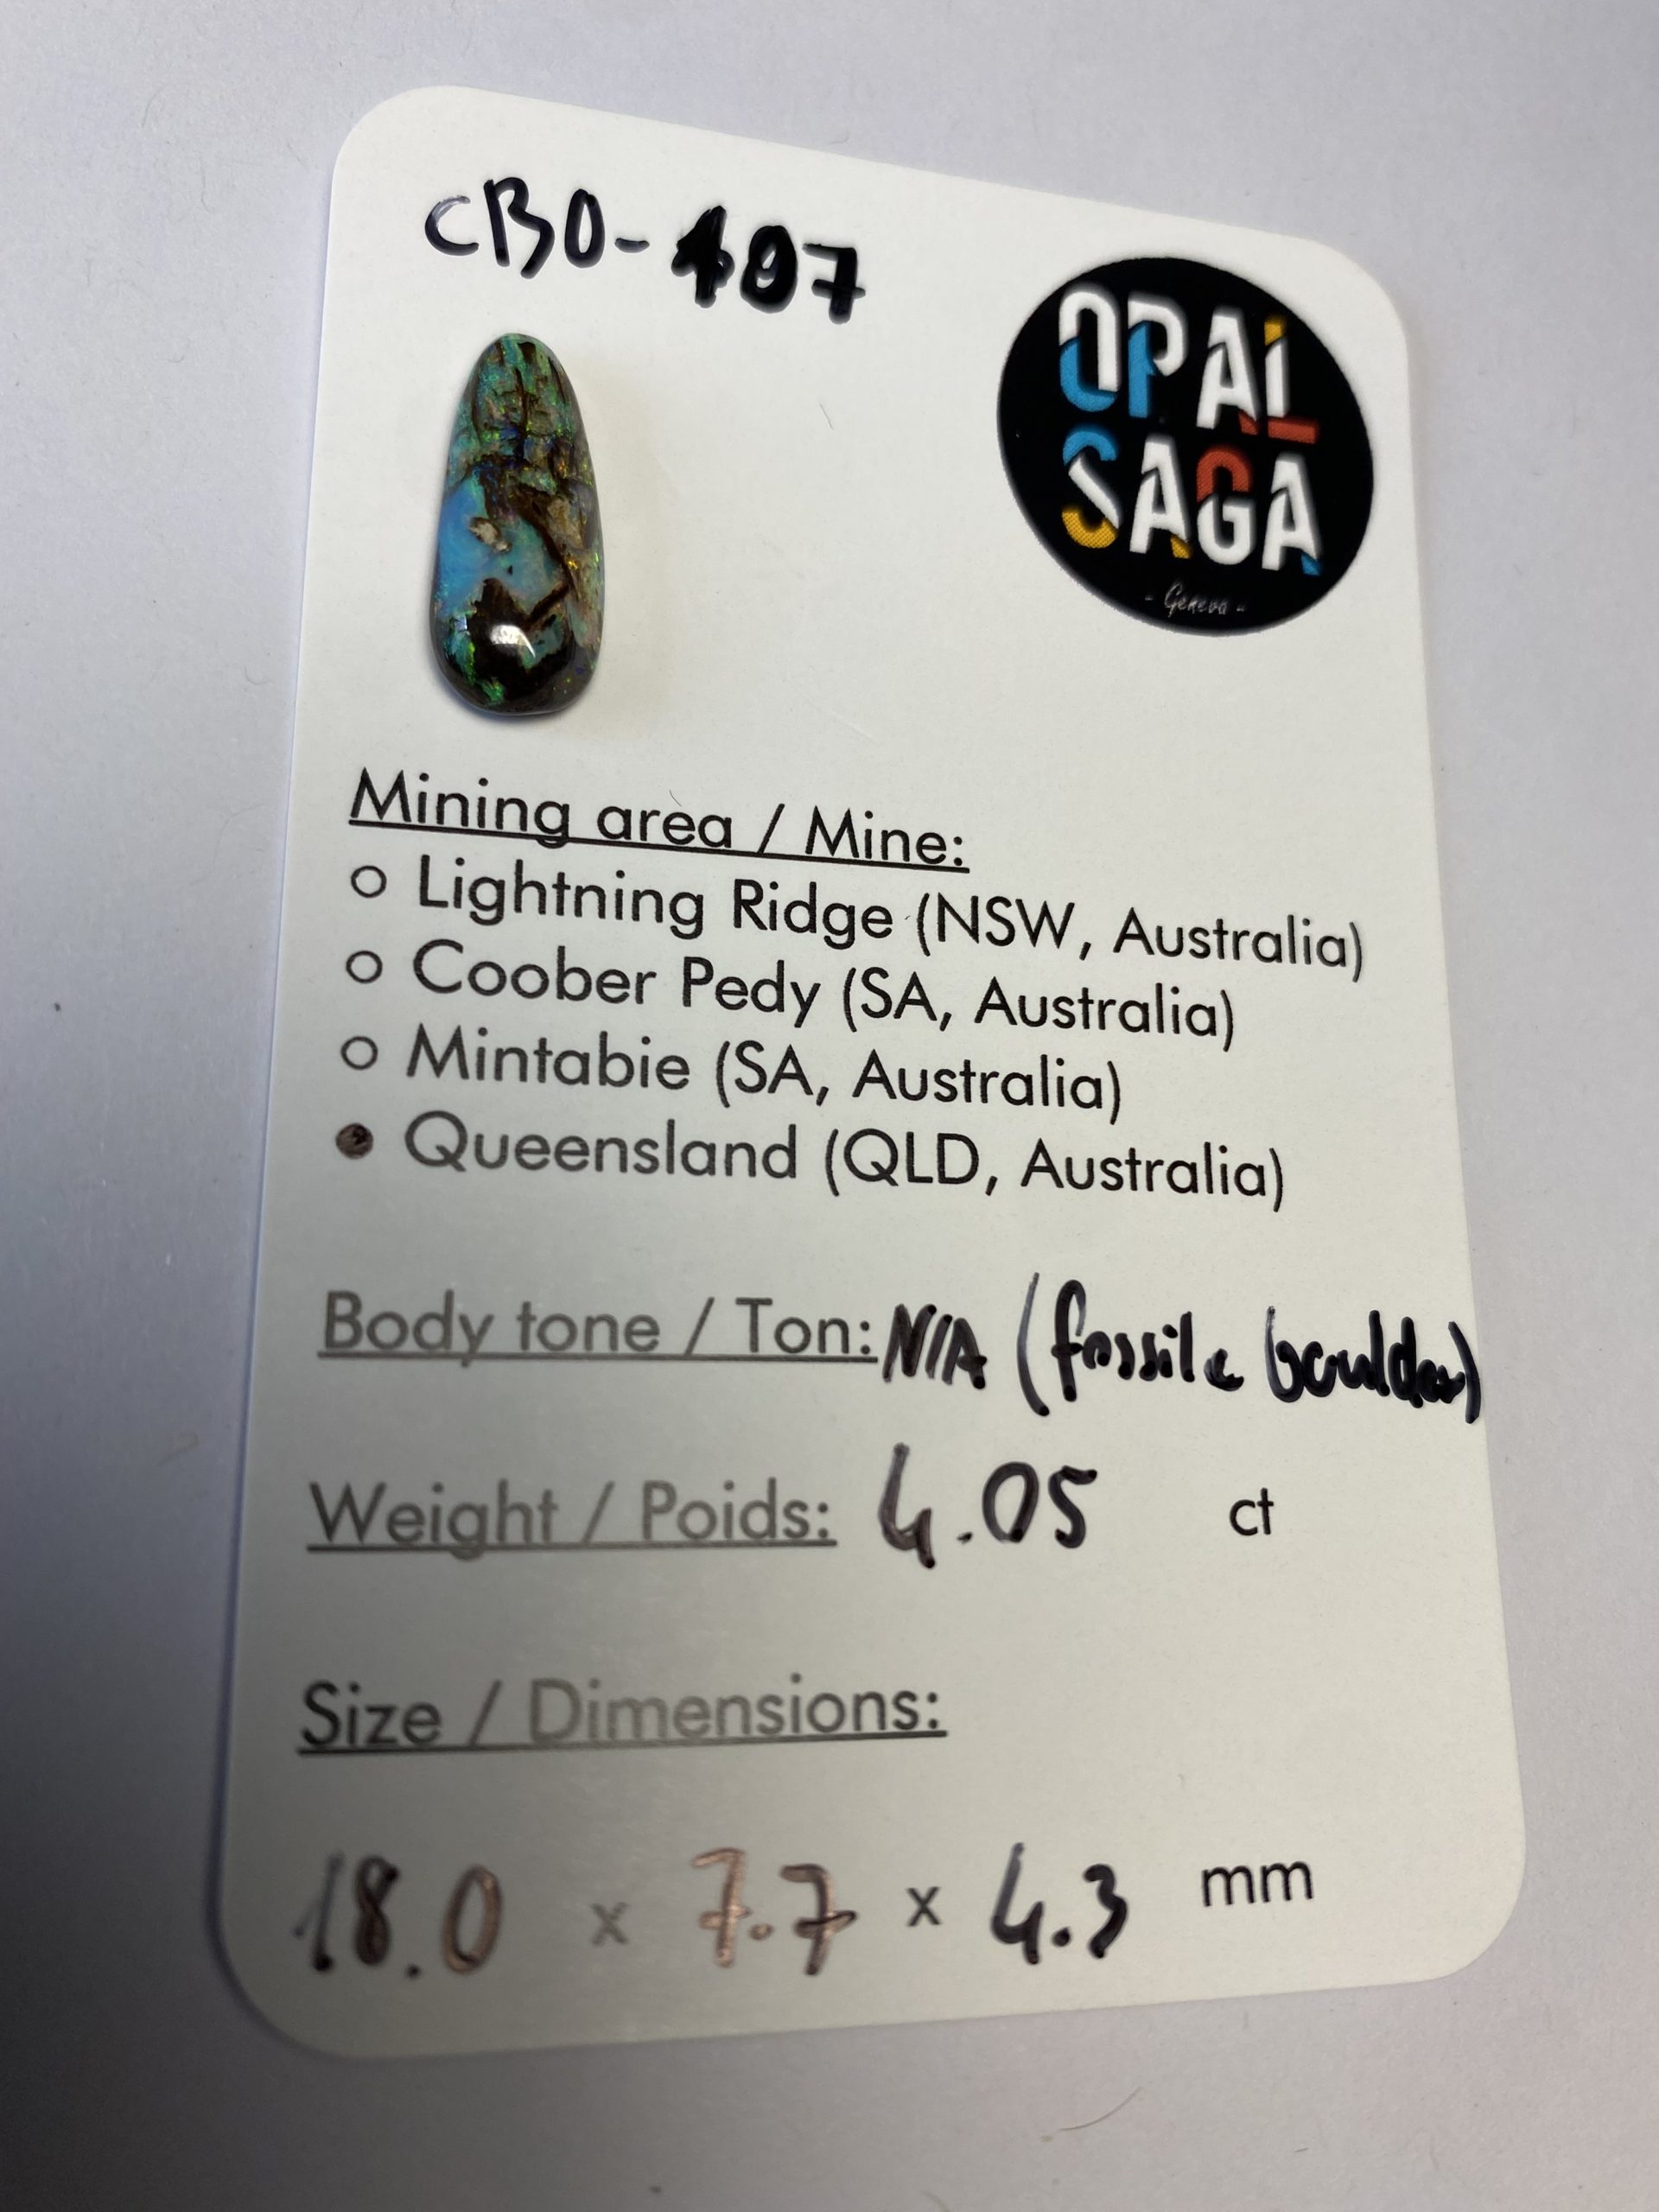 CBO-407
OPAL
SAGA
- Geneva -
Mining area / Mine:
○ Lightning Ridge (NSW, Australia)
○ Coober Pedy (SA, Australia)
○ Mintabie (SA, Australia)
● Queensland (QLD, Australia)
Body tone / Ton: N/A (fossile boulder)
Weight / Poids: 4.05 ct
Size / Dimensions:
18.0 x 7.7 x 4.3 mm